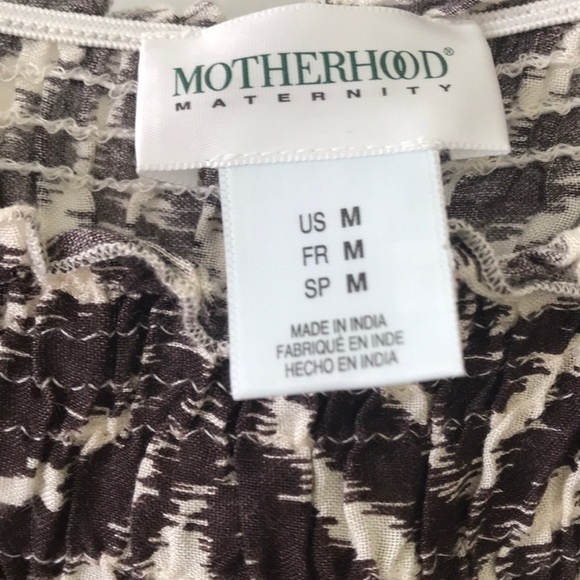 MOTHERHOOD®
MATERNITY
US M
FR M
SP M
MADE IN INDIA
FABRIQUÉ EN INDE
HECHO EN INDIA